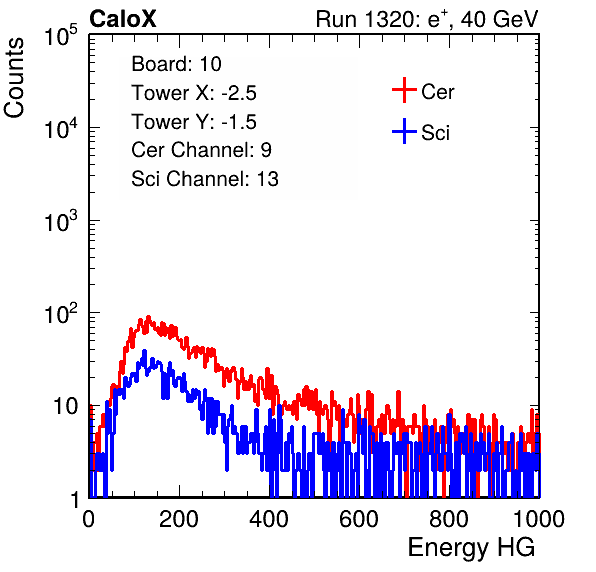 CaloX Run 1320: e⁺, 40 GeV
Counts
10⁵
10⁴
10³
10²
10
1
Board: 10
Tower X: -2.5
Tower Y: -1.5
Cer Channel: 9
Sci Channel: 13
Cer
Sci
0 200 400 600 800 1000
Energy HG